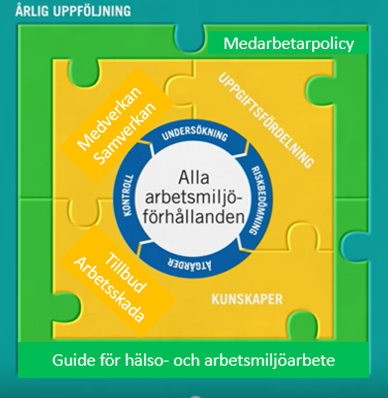 ÅRLIG UPPFÖLJNING
Medarbetarpolicy
Medverkan
Samverkan
UPPGIFTSFÖRDELNING
UNDERSÖKNING
RISKBEDÖMNING
ÅTGÄRDER
KONTROLL
Alla
arbetsmiljö-
förhållanden
Tillbud
Arbetsskada
KUNSKAPER
Guide för hälso- och arbetsmiljöarbete